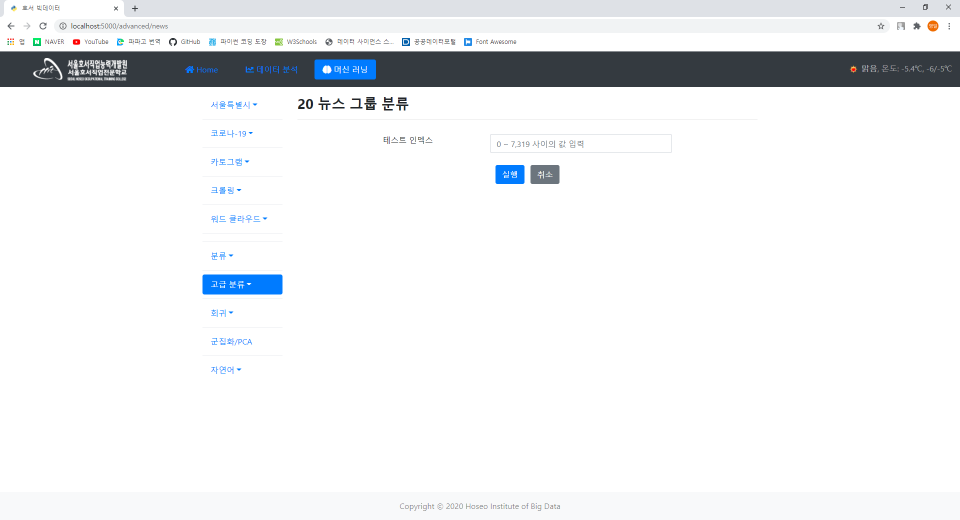 호서 빅데이터
localhost:5000/advanced/news
앱 NAVER YouTube 파파고 번역 GitHub 파이썬 코딩 도장 W3Schools 데이터 사이언스 스... 공공데이터포털 Font Awesome
서울호서직업능력개발원
서울호서직업전문학교
Home 데이터 분석 머신 러닝 맑음, 온도: -5.4℃, -6/-5℃
서울특별시
코로나-19
카토그램
크롤링
워드 클라우드
분류
고급 분류
회귀
군집화/PCA
자연어
20 뉴스 그룹 분류
테스트 인덱스 0 ~ 7,319 사이의 값 입력
실행 취소
Copyright © 2020 Hoseo Institute of Big Data